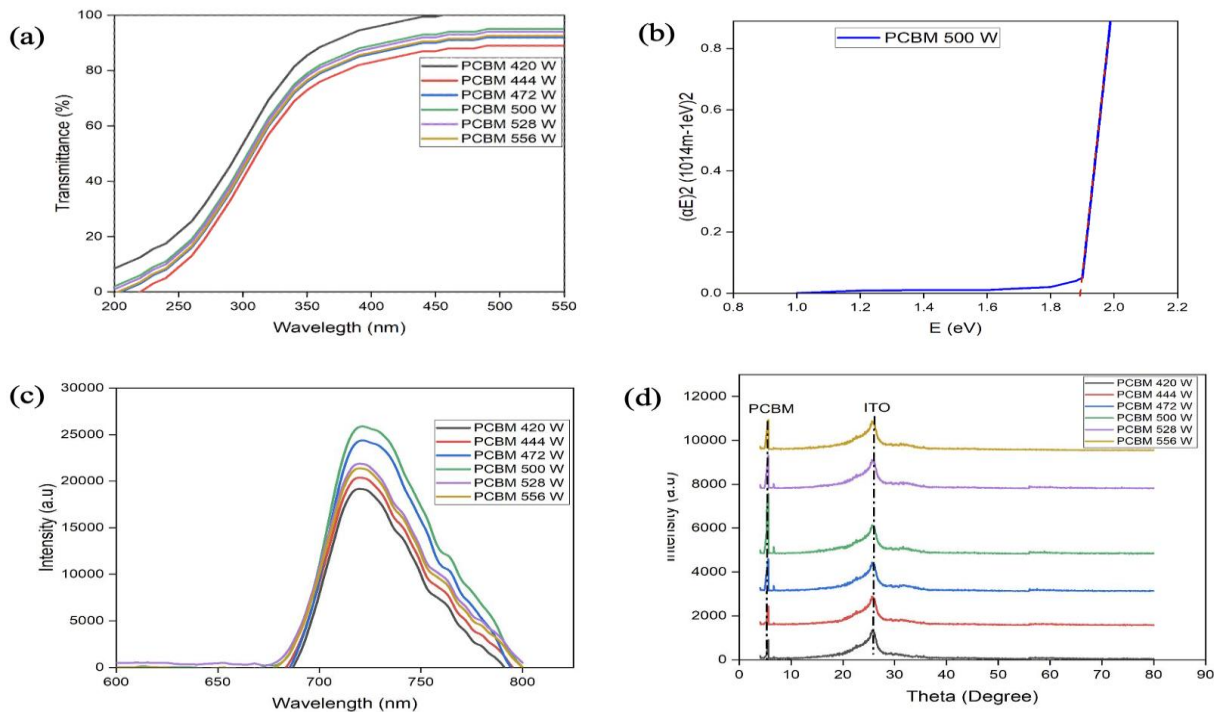 (a)
100
80
60
40
20
0
Transmittance (%)
200 250 300 350 400 450 500 550
Wavelegth (nm)
PCBM 420 W
PCBM 444 W
PCBM 472 W
PCBM 500 W
PCBM 528 W
PCBM 556 W
(b)
PCBM 500 W
0.8
0.6
0.4
0.2
0.0
(αE)2 (1014m-1eV)2
0.8 1.0 1.2 1.4 1.6 1.8 2.0 2.2
E (eV)
(c)
30000
25000
20000
15000
10000
5000
0
Intensity (a.u)
600 650 700 750 800
Wavelength (nm)
PCBM 420 W
PCBM 444 W
PCBM 472 W
PCBM 500 W
PCBM 528 W
PCBM 556 W
(d)
12000
10000
8000
6000
4000
2000
0
Intensity (a.u)
PCBM
ITO
PCBM 420 W
PCBM 444 W
PCBM 472 W
PCBM 500 W
PCBM 528 W
PCBM 556 W
0 10 20 30 40 50 60 70 80 90
Theta (Degree)